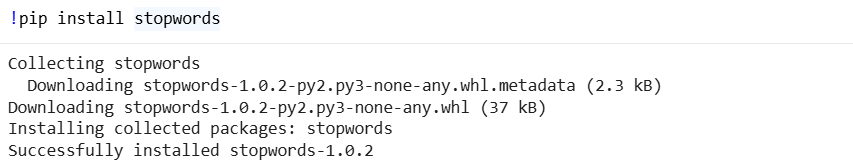 !pip install stopwords
Collecting stopwords
  Downloading stopwords-1.0.2-py2.py3-none-any.whl.metadata (2.3 kB)
Downloading stopwords-1.0.2-py2.py3-none-any.whl (37 kB)
Installing collected packages: stopwords
Successfully installed stopwords-1.0.2